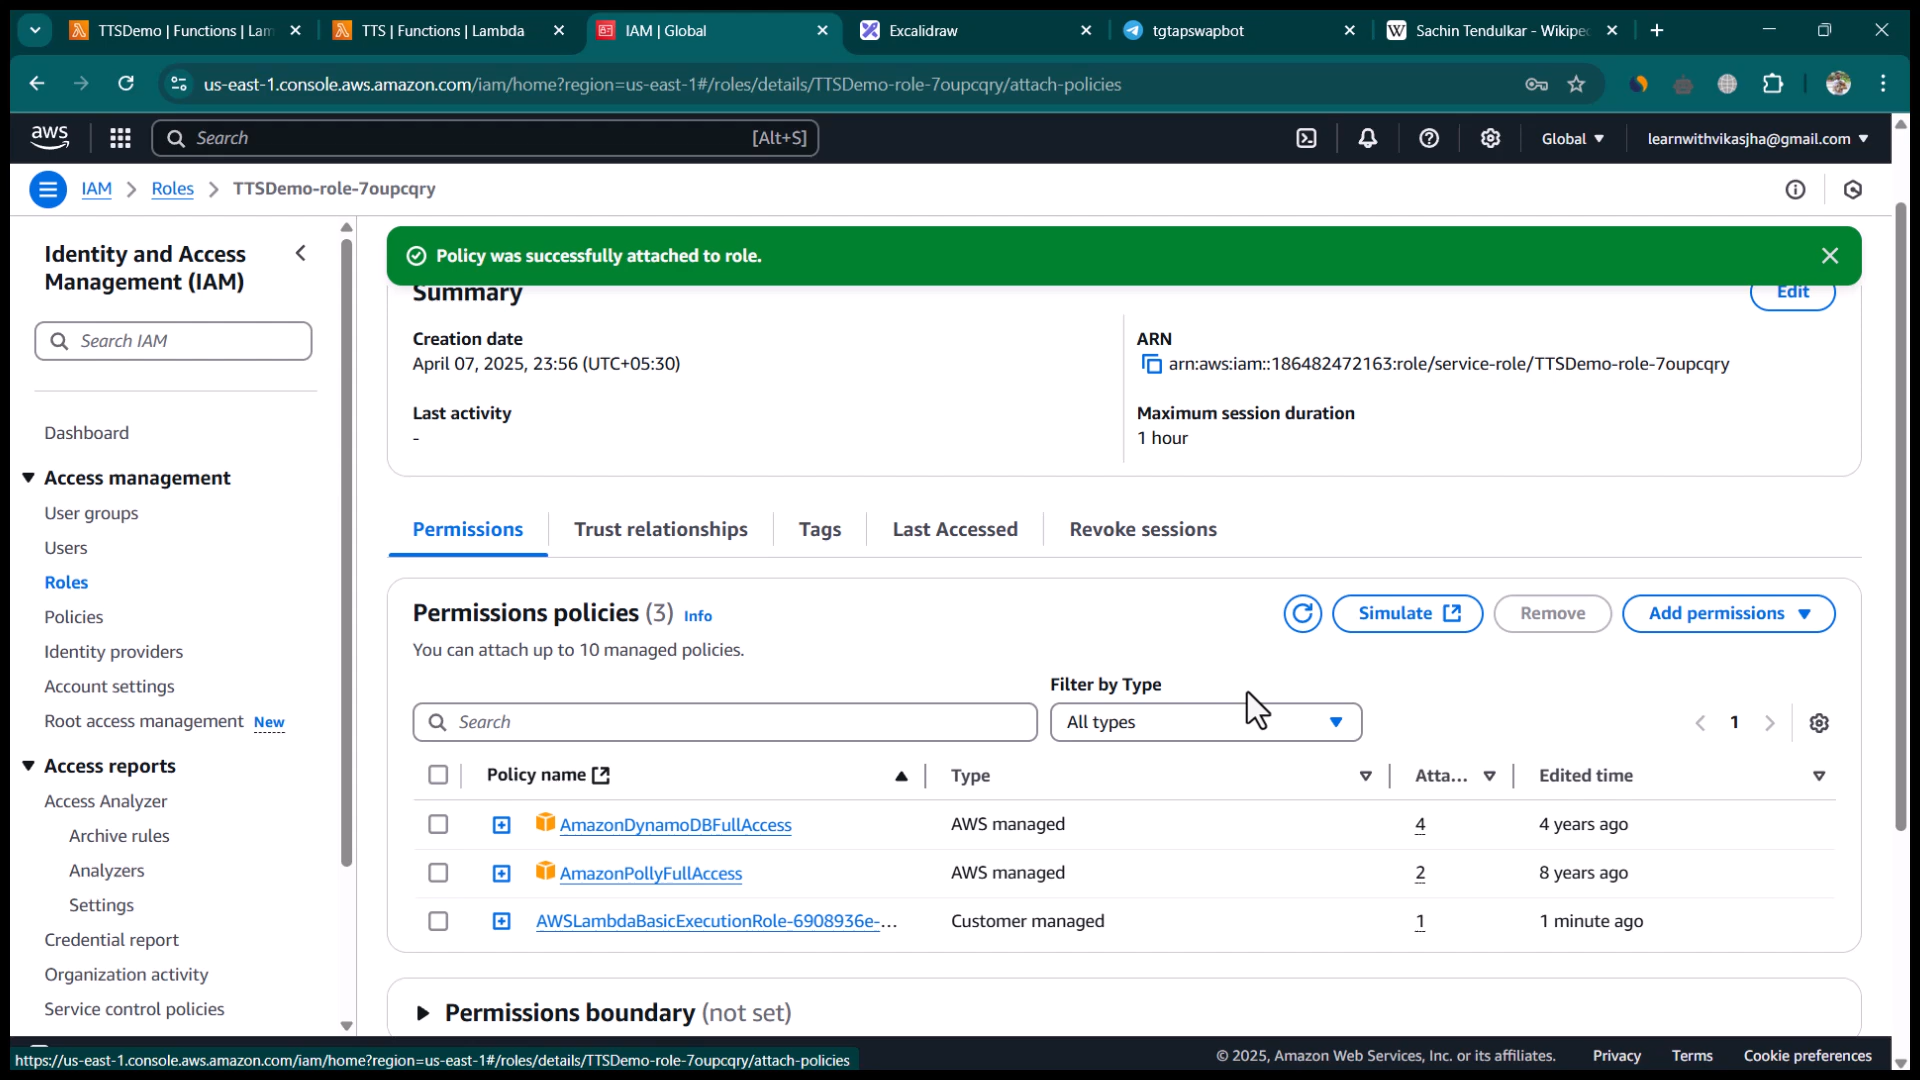 TTSDemo | Functions | Lam
TTS | Functions | Lambda
IAM | Global
Excalidraw
tgtapswapbot
Sachin Tendulkar - Wikipe
us-east-1.console.aws.amazon.com/iam/home?region=us-east-1#/roles/details/TTSDemo-role-7oupcqry/attach-policies
aws
Search [Alt+S]
Global
learnwithvikasjha@gmail.com
IAM > Roles > TTSDemo-role-7oupcqry
Identity and Access
Management (IAM)
Search IAM
Dashboard
Access management
User groups
Users
Roles
Policies
Identity providers
Account settings
Root access management New
Access reports
Access Analyzer
Archive rules
Analyzers
Settings
Credential report
Organization activity
Service control policies
Policy was successfully attached to role.
Summary
Edit
Creation date
April 07, 2025, 23:56 (UTC+05:30)
ARN
arn:aws:iam::186482472163:role/service-role/TTSDemo-role-7oupcqry
Last activity
-
Maximum session duration
1 hour
Permissions
Trust relationships
Tags
Last Accessed
Revoke sessions
Permissions policies (3) Info
Simulate
Remove
Add permissions
You can attach up to 10 managed policies.
Filter by Type
Search
All types
1
Policy name
Type
Atta...
Edited time
AmazonDynamoDBFullAccess AWS managed 4 4 years ago
AmazonPollyFullAccess AWS managed 2 8 years ago
AWSLambdaBasicExecutionRole-6908936e-... Customer managed 1 1 minute ago
Permissions boundary (not set)
https://us-east-1.console.aws.amazon.com/iam/home?region=us-east-1#/roles/details/TTSDemo-role-7oupcqry/attach-policies
© 2025, Amazon Web Services, Inc. or its affiliates.
Privacy
Terms
Cookie preferences